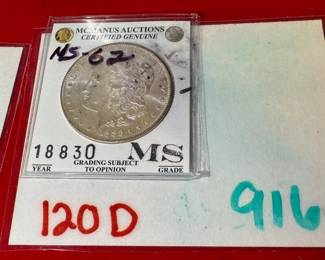 MCMANUS AUCTIONS
CERTIFIED GENUINE
MS-62
18830 MS
YEAR GRADING SUBJECT TO OPINION GRADE
120D
916